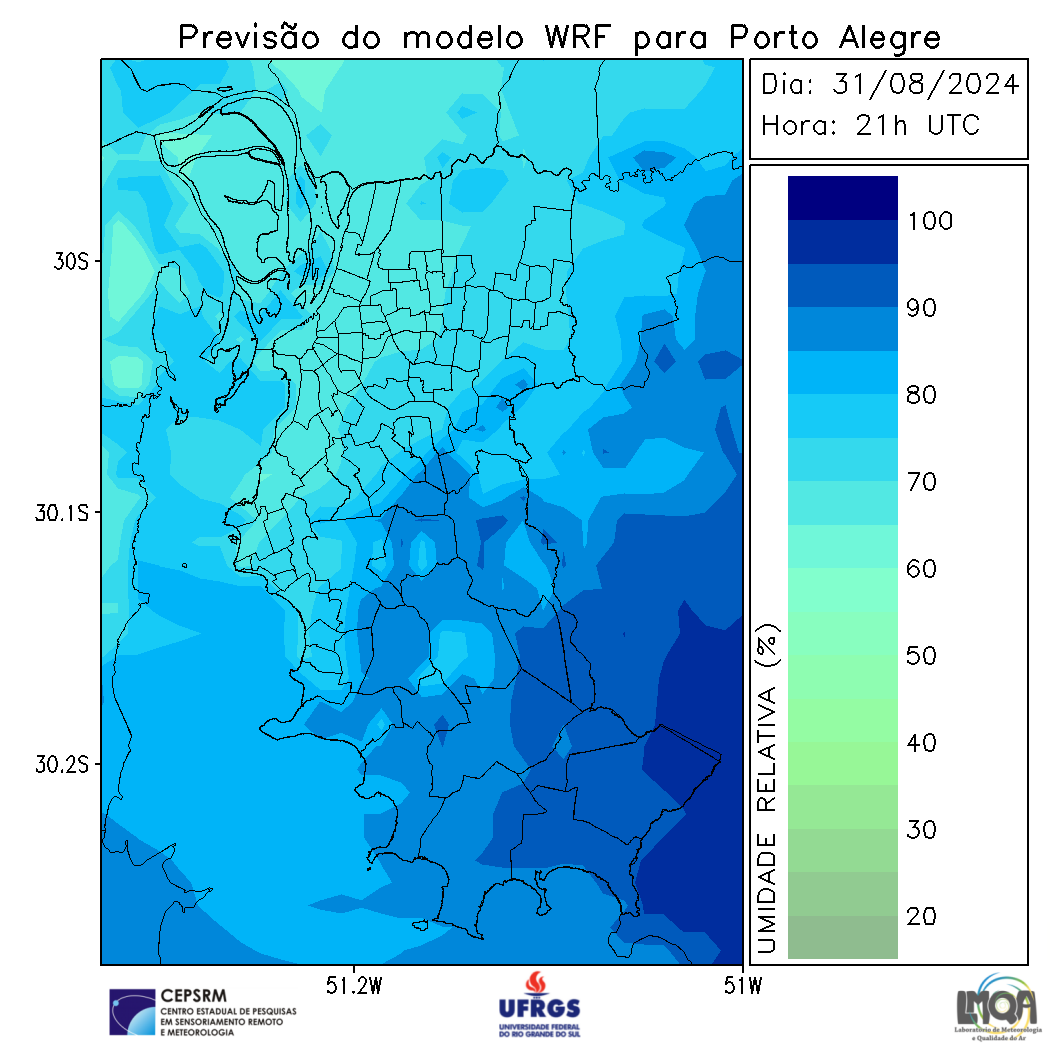 Previsão do modelo WRF para Porto Alegre
Dia: 31/08/2024
Hora: 21h UTC
100
90
80
70
60
50
40
30
20
UMIDADE RELATIVA (%)
30S
30.1S
30.2S
51.2W
51W
CEPSRM
CENTRO ESTADUAL DE PESQUISAS
EM SENSORIAMENTO REMOTO
E METEOROLOGIA
UFRGS
UNIVERSIDADE FEDERAL
DO RIO GRANDE DO SUL
LMQA
Laboratório de Meteorologia
e Qualidade do Ar